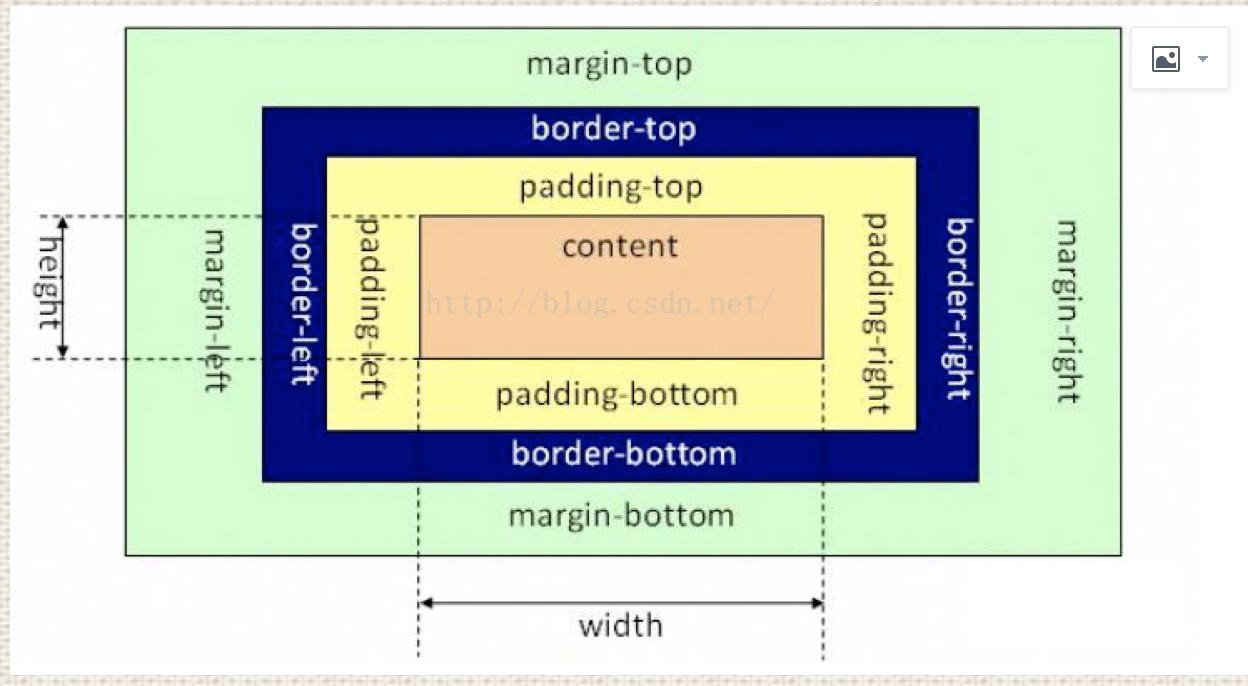 margin-top
border-top
padding-top
content
http://blog.csdn.net/
height
margin-left
border-left
padding-left
padding-right
border-right
margin-right
padding-bottom
border-bottom
margin-bottom
width